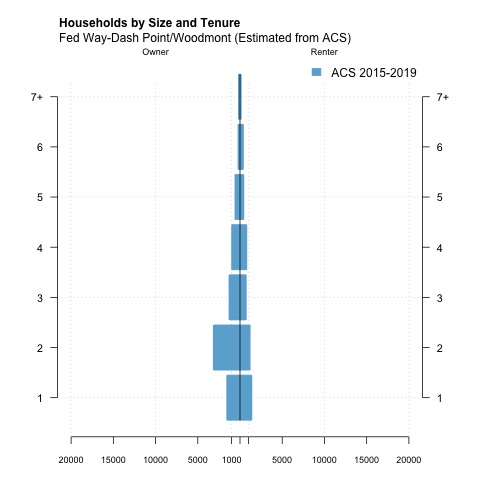 Households by Size and Tenure
Fed Way-Dash Point/Woodmont (Estimated from ACS)
Owner Renter
ACS 2015-2019
7+ 7+
6 6
5 5
4 4
3 3
2 2
1 1
20000 15000 10000 5000 1000 5000 10000 15000 20000